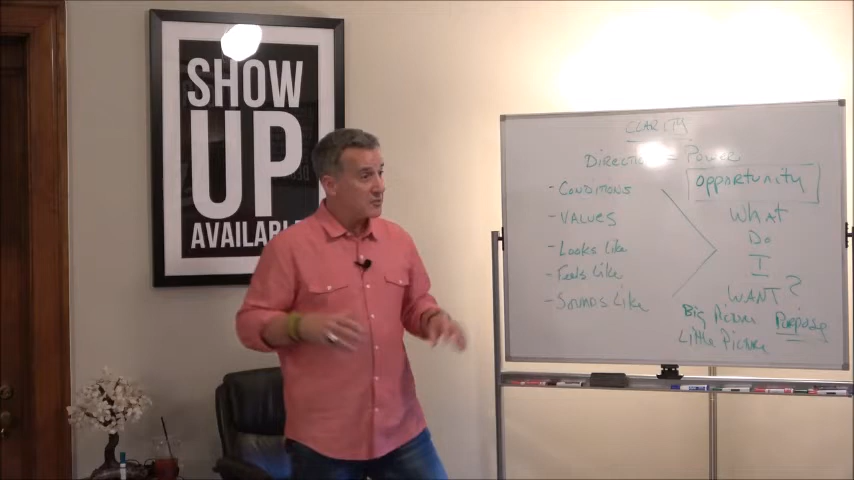 SHOW
UP
AVAILABL
CLARITY
DIRECTI = POWER
- CONDITIONS
- VALUES
- Looks Like
- Feels Like
- Sounds Like
Opportunity
WHAT
Do
I
WANT?
Big Picture Purpose
Little Picture